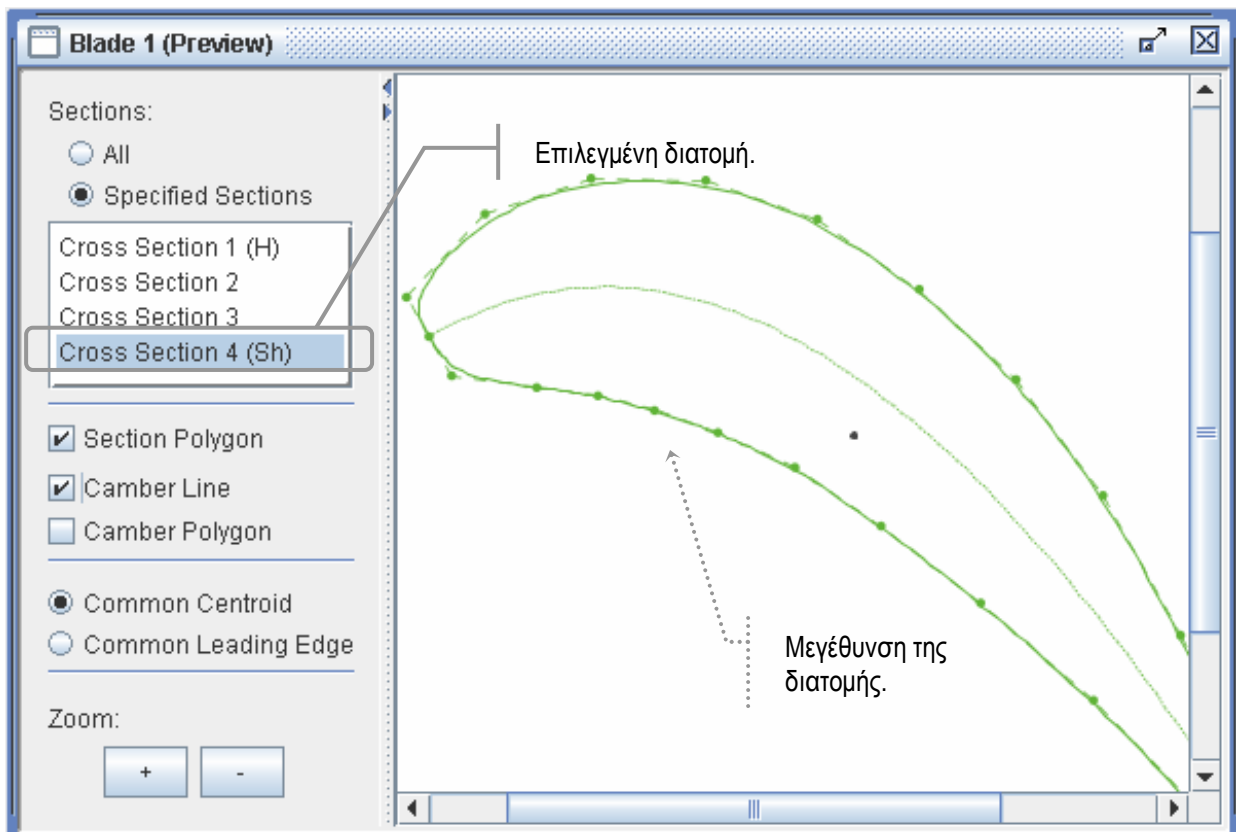 Blade 1 (Preview)
Sections:
All
Specified Sections
Cross Section 1 (H)
Cross Section 2
Cross Section 3
Cross Section 4 (Sh)
Section Polygon
Camber Line
Camber Polygon
Common Centroid
Common Leading Edge
Zoom:
+ -
Επιλεγμένη διατομή.
Μεγέθυνση της
διατομής.